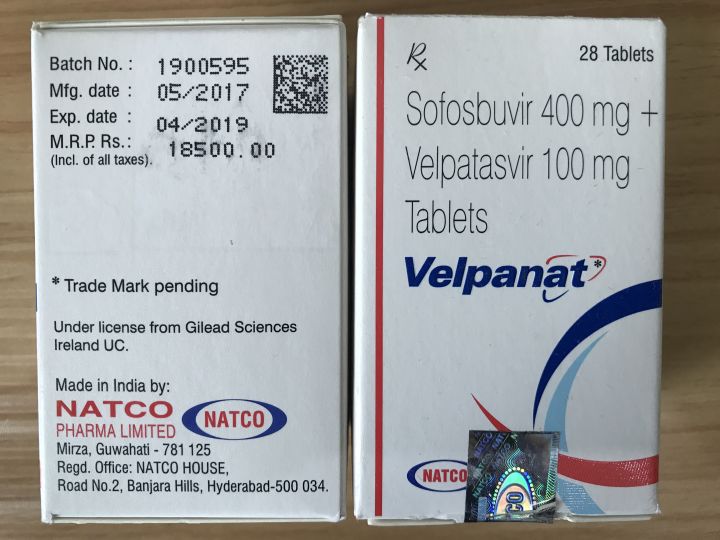 Batch No. : 1900595
Mfg. date : 05/2017
Exp. date : 04/2019
M.R.P. Rs.: 18500.00
(Incl. of all taxes).
* Trade Mark pending
Under license from Gilead Sciences
Ireland UC.
Made in India by:
NATCO
PHARMA LIMITED
NATCO
Mirza, Guwahati - 781 125
Regd. Office: NATCO HOUSE,
Road No.2, Banjara Hills, Hyderabad-500 034.
Rx
28 Tablets
Sofosbuvir 400 mg +
Velpatasvir 100 mg
Tablets
Velpanat*
NATCO
NATCO